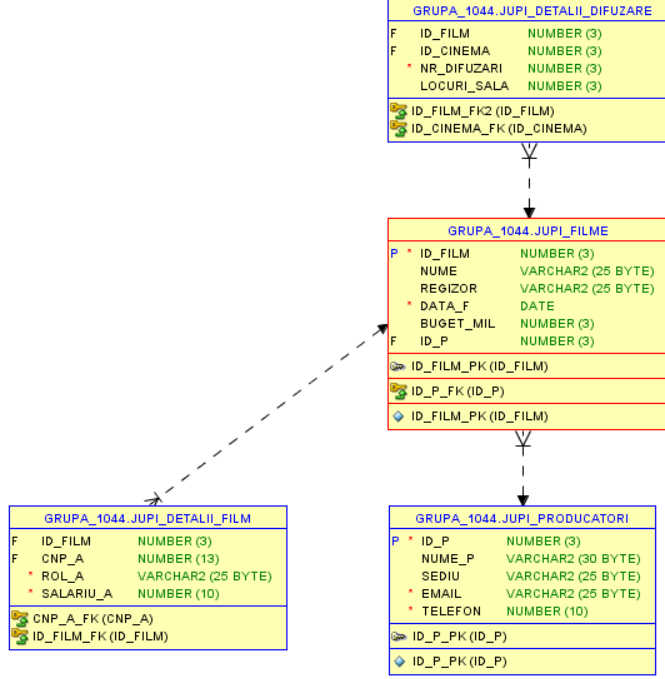 GRUPA_1044.JUPI_DETALII_DIFUZARE
F ID_FILM NUMBER (3)
F ID_CINEMA NUMBER (3)
* NR_DIFUZARI NUMBER (3)
LOCURI_SALA NUMBER (3)
ID_FILM_FK2 (ID_FILM)
ID_CINEMA_FK (ID_CINEMA)
GRUPA_1044.JUPI_FILME
P * ID_FILM NUMBER (3)
NUME VARCHAR2 (25 BYTE)
REGIZOR VARCHAR2 (25 BYTE)
* DATA_F DATE
BUGET_MIL NUMBER (3)
F ID_P NUMBER (3)
ID_FILM_PK (ID_FILM)
ID_P_FK (ID_P)
ID_FILM_PK (ID_FILM)
GRUPA_1044.JUPI_DETALII_FILM
F ID_FILM NUMBER (3)
F CNP_A NUMBER (13)
* ROL_A VARCHAR2 (25 BYTE)
* SALARIU_A NUMBER (10)
CNP_A_FK (CNP_A)
ID_FILM_FK (ID_FILM)
GRUPA_1044.JUPI_PRODUCATORI
P * ID_P NUMBER (3)
NUME_P VARCHAR2 (30 BYTE)
SEDIU VARCHAR2 (25 BYTE)
* EMAIL VARCHAR2 (25 BYTE)
* TELEFON NUMBER (10)
ID_P_PK (ID_P)
ID_P_PK (ID_P)